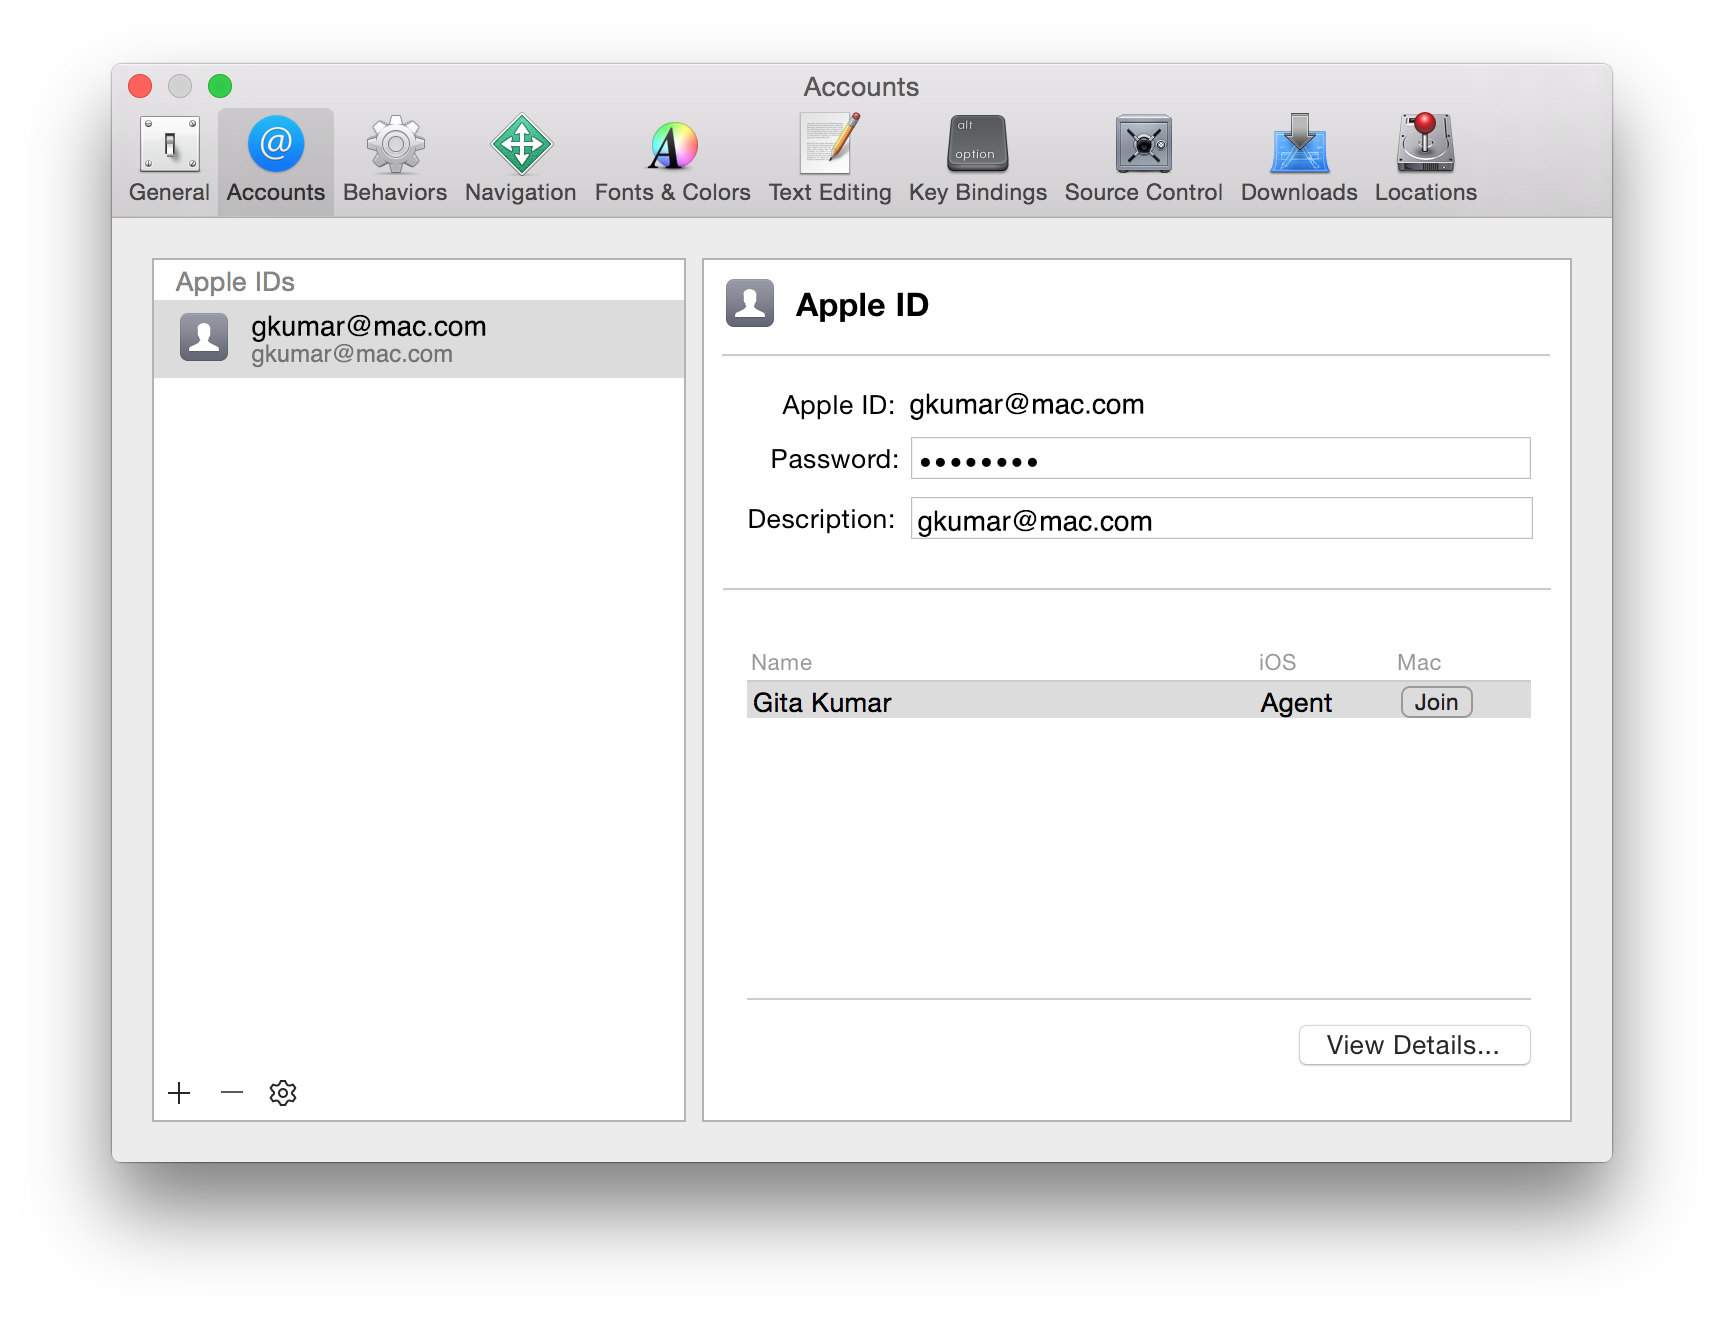 Accounts
General Accounts Behaviors Navigation Fonts & Colors Text Editing alt option Key Bindings Source Control Downloads Locations
Apple IDs
gkumar@mac.com
gkumar@mac.com
Apple ID
Apple ID: gkumar@mac.com
Password: ••••••••
Description: gkumar@mac.com
Name iOS Mac
Gita Kumar Agent Join
View Details...